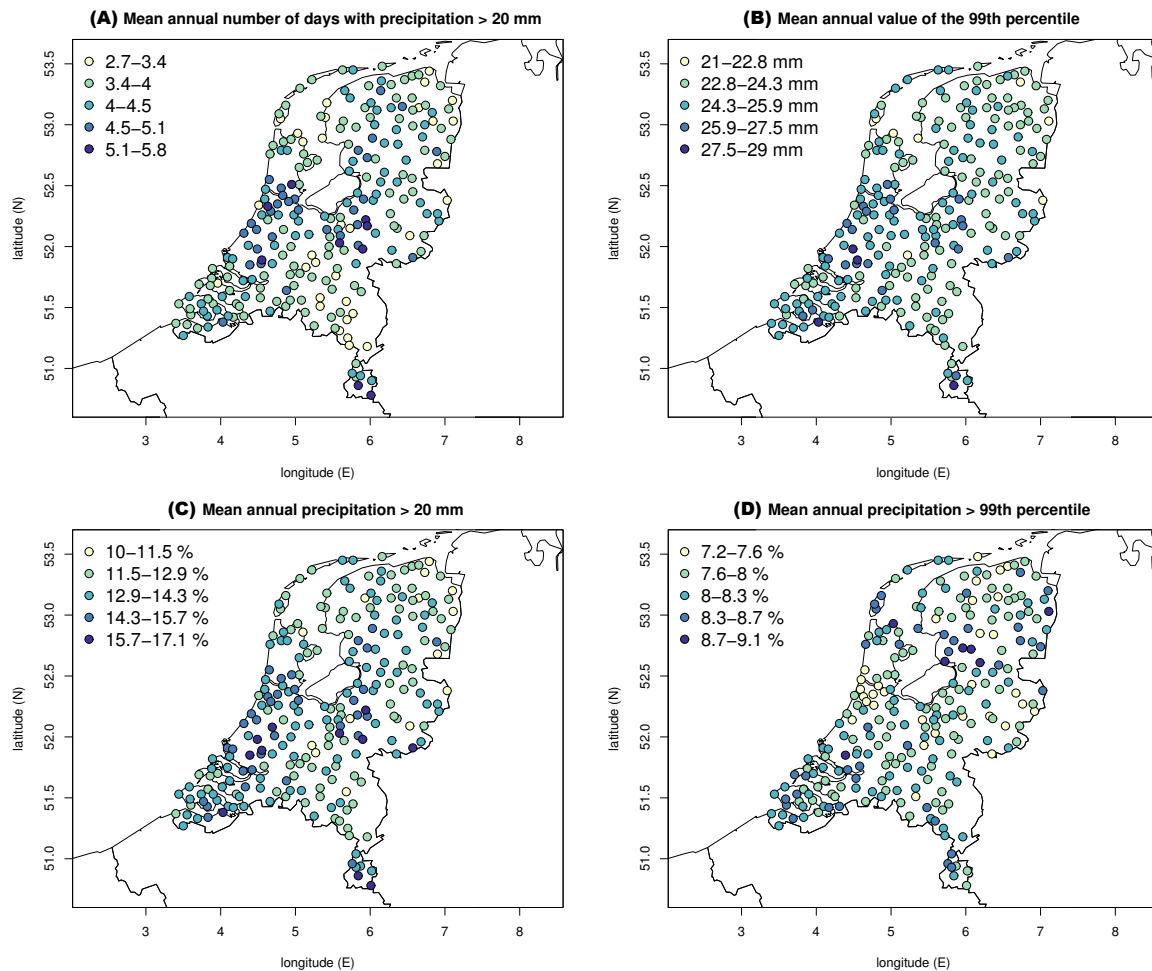 (A) Mean annual number of days with precipitation > 20 mm
2.7−3.4
3.4−4
4−4.5
4.5−5.1
5.1−5.8
53.5
53.0
52.5
52.0
51.5
51.0
latitude (N)
3 4 5 6 7 8
longitude (E)
(B) Mean annual value of the 99th percentile
21−22.8 mm
22.8−24.3 mm
24.3−25.9 mm
25.9−27.5 mm
27.5−29 mm
53.5
53.0
52.5
52.0
51.5
51.0
latitude (N)
3 4 5 6 7 8
longitude (E)
(C) Mean annual precipitation > 20 mm
10−11.5 %
11.5−12.9 %
12.9−14.3 %
14.3−15.7 %
15.7−17.1 %
53.5
53.0
52.5
52.0
51.5
51.0
latitude (N)
3 4 5 6 7 8
longitude (E)
(D) Mean annual precipitation > 99th percentile
7.2−7.6 %
7.6−8 %
8−8.3 %
8.3−8.7 %
8.7−9.1 %
53.5
53.0
52.5
52.0
51.5
51.0
latitude (N)
3 4 5 6 7 8
longitude (E)